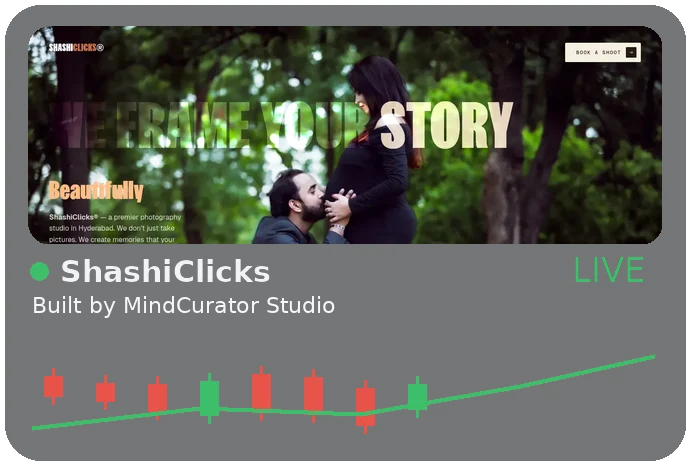 SHASHICLICKS®
BOOK A SHOOT
WE FRAME YOUR STORY
Beautifully
ShashiClicks® — a premier photography
studio in Hyderabad. We don't just take
pictures. We create memories that your
ShashiClicks
LIVE
Built by MindCurator Studio